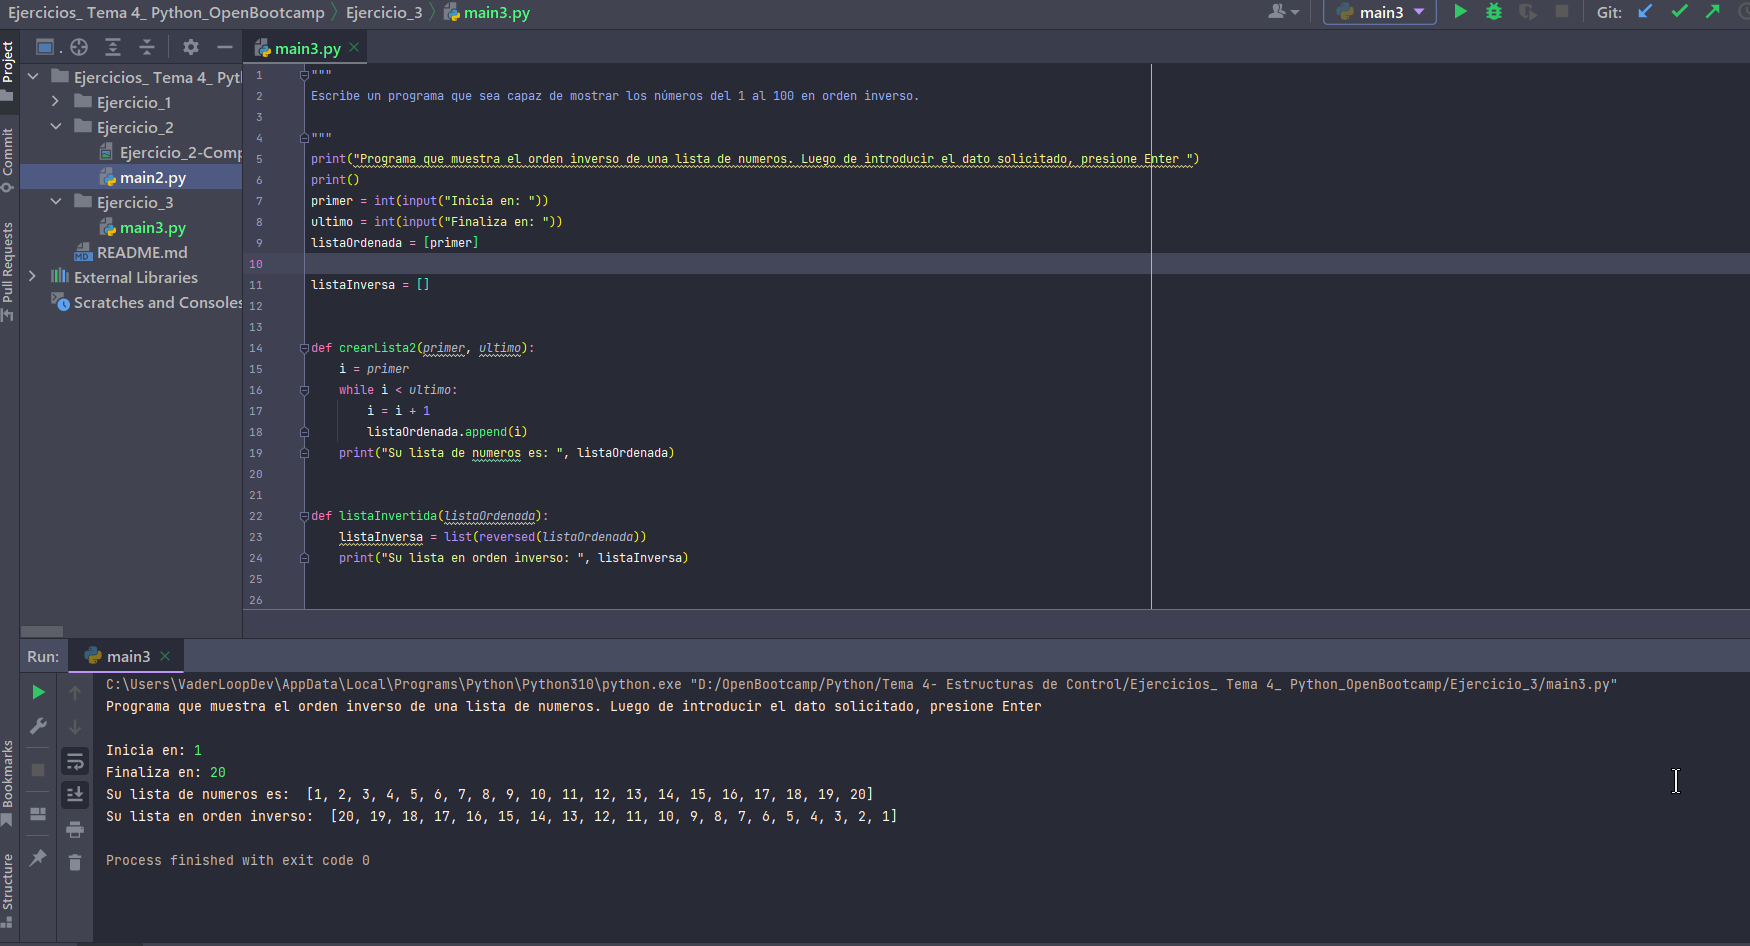 Ejercicios_ Tema 4_ Python_OpenBootcamp
Ejercicio_3
main3.py
main3
Git:
Project
Commit
Pull Requests
Bookmarks
Structure
Ejercicios_ Tema 4_ Pyt
Ejercicio_1
Ejercicio_2
Ejercicio_2-Comp
main2.py
Ejercicio_3
main3.py
README.md
External Libraries
Scratches and Consoles
main3.py
1 """
2 Escribe un programa que sea capaz de mostrar los números del 1 al 100 en orden inverso.
3
4 """
5 print("Programa que muestra el orden inverso de una lista de numeros. Luego de introducir el dato solicitado, presione Enter ")
6 print()
7 primer = int(input("Inicia en: "))
8 ultimo = int(input("Finaliza en: "))
9 listaOrdenada = [primer]
10
11 listaInversa = []
12
13
14 def crearLista2(primer, ultimo):
15 i = primer
16 while i < ultimo:
17 i = i + 1
18 listaOrdenada.append(i)
19 print("Su lista de numeros es: ", listaOrdenada)
20
21
22 def listaInvertida(listaOrdenada):
23 listaInversa = list(reversed(listaOrdenada))
24 print("Su lista en orden inverso: ", listaInversa)
25
26
Run:
main3
C:\Users\VaderLoopDev\AppData\Local\Programs\Python\Python310\python.exe "D:/OpenBootcamp/Python/Tema 4- Estructuras de Control/Ejercicios_ Tema 4_ Python_OpenBootcamp/Ejercicio_3/main3.py"
Programa que muestra el orden inverso de una lista de numeros. Luego de introducir el dato solicitado, presione Enter
Inicia en: 1
Finaliza en: 20
Su lista de numeros es:  [1, 2, 3, 4, 5, 6, 7, 8, 9, 10, 11, 12, 13, 14, 15, 16, 17, 18, 19, 20]
Su lista en orden inverso:  [20, 19, 18, 17, 16, 15, 14, 13, 12, 11, 10, 9, 8, 7, 6, 5, 4, 3, 2, 1]
Process finished with exit code 0